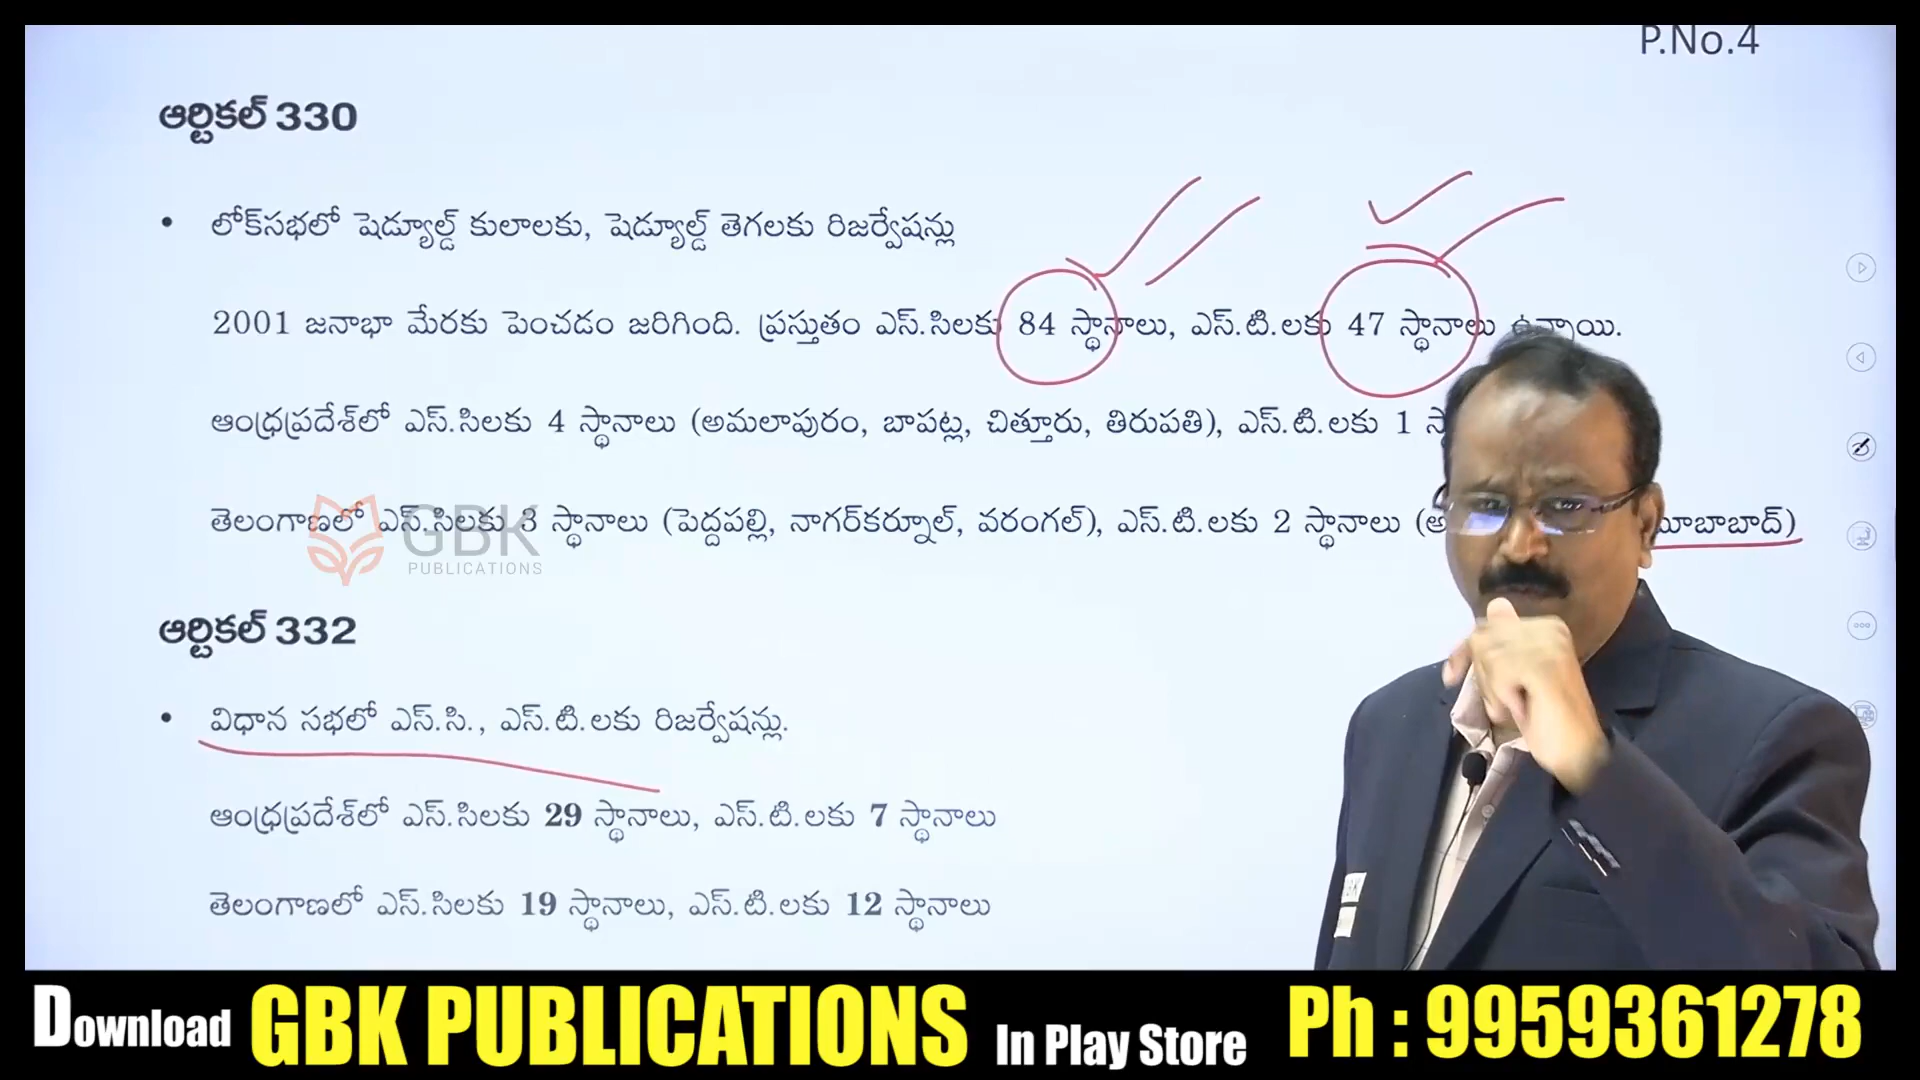 P.No.4
ఆర్టికల్ 330
• లోక్‌సభలో షెడ్యూల్డ్ కులాలకు, షెడ్యూల్డ్ తెగలకు రిజర్వేషన్లు
2001 జనాభా మేరకు పెంచడం జరిగింది. ప్రస్తుతం ఎస్.సిలకు 84 స్థానాలు, ఎస్.టి.లకు 47 స్థానాలు ఉన్నాయి.
ఆంధ్రప్రదేశ్‌లో ఎస్.సిలకు 4 స్థానాలు (అమలాపురం, బాపట్ల, చిత్తూరు, తిరుపతి), ఎస్.టి.లకు 1
తెలంగాణలో ఎస్.సిలకు 3 స్థానాలు (పెద్దపల్లి, నాగర్‌కర్నూల్, వరంగల్), ఎస్.టి.లకు 2 స్థానాలు
GBK
PUBLICATIONS
ఆర్టికల్ 332
• విధాన సభలో ఎస్.సి., ఎస్.టి.లకు రిజర్వేషన్లు.
ఆంధ్రప్రదేశ్‌లో ఎస్.సిలకు 29 స్థానాలు, ఎస్.టి.లకు 7 స్థానాలు
తెలంగాణలో ఎస్.సిలకు 19 స్థానాలు, ఎస్.టి.లకు 12 స్థానాలు
Download GBK PUBLICATIONS In Play Store Ph : 9959361278